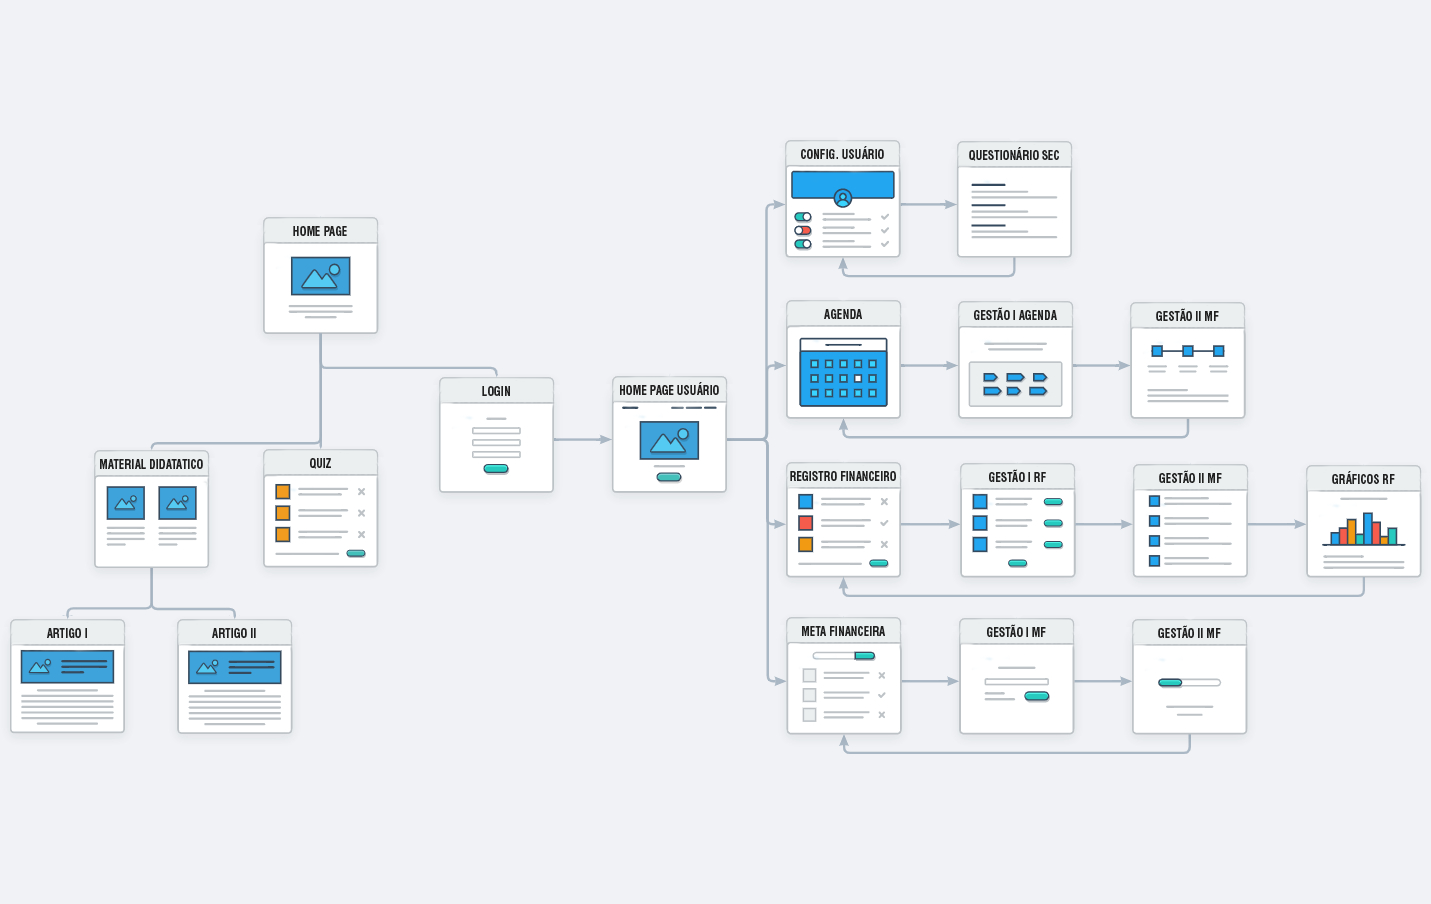 HOME PAGE
LOGIN
HOME PAGE USUÁRIO
MATERIAL DIDATATICO
QUIZ
ARTIGO I
ARTIGO II
CONFIG. USUÁRIO
QUESTIONÁRIO SEC
AGENDA
GESTÃO I AGENDA
GESTÃO II MF
REGISTRO FINANCEIRO
GESTÃO I RF
GESTÃO II MF
GRÁFICOS RF
META FINANCEIRA
GESTÃO I MF
GESTÃO II MF